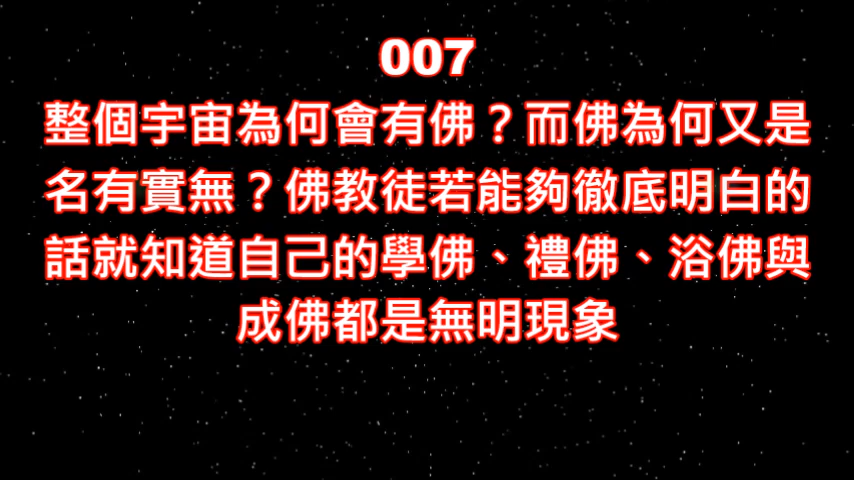 007
整個宇宙為何會有佛？而佛為何又是
名有實無？佛教徒若能夠徹底明白的
話就知道自己的學佛、禮佛、浴佛與
成佛都是無明現象